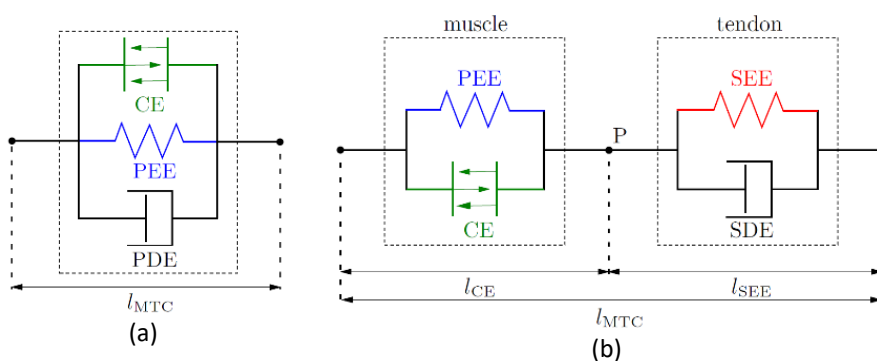 CE
PEE
PDE
l_MTC
(a)
muscle
PEE
CE
P
tendon
SEE
SDE
l_CE
l_SEE
l_MTC
(b)